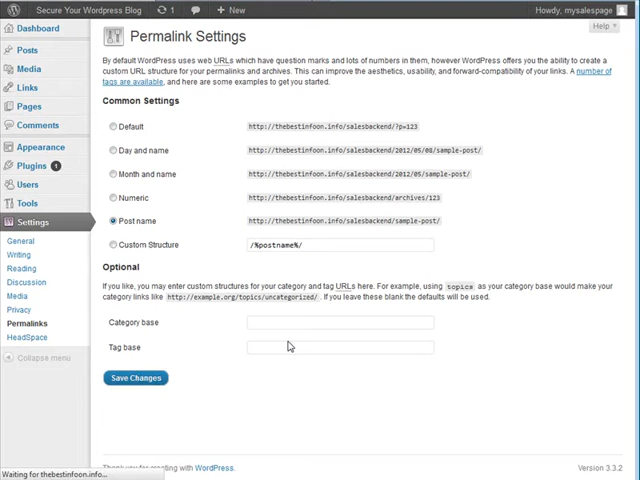 Secure Your Wordpress Blog 1 + New Howdy, mysalespage
Dashboard
Posts
Media
Links
Pages
Comments
Appearance
Plugins 1
Users
Tools
Settings
General
Writing
Reading
Discussion
Media
Privacy
Permalinks
HeadSpace
Collapse menu
Help
Permalink Settings
By default WordPress uses web URLs which have question marks and lots of numbers in them, however WordPress offers you the ability to create a
custom URL structure for your permalinks and archives. This can improve the aesthetics, usability, and forward-compatibility of your links. A number of
tags are available, and here are some examples to get you started.
Common Settings
Default http://thebestinfoon.info/salesbackend/?p=123
Day and name http://thebestinfoon.info/salesbackend/2012/05/08/sample-post/
Month and name http://thebestinfoon.info/salesbackend/2012/05/sample-post/
Numeric http://thebestinfoon.info/salesbackend/archives/123
Post name http://thebestinfoon.info/salesbackend/sample-post/
Custom Structure /%postname%/
Optional
If you like, you may enter custom structures for your category and tag URLs here. For example, using topics as your category base would make your
category links like http://example.org/topics/uncategorized/ . If you leave these blank the defaults will be used.
Category base
Tag base
Save Changes
Thank you for creating with WordPress. Version 3.3.2
Waiting for thebestinfoon.info...